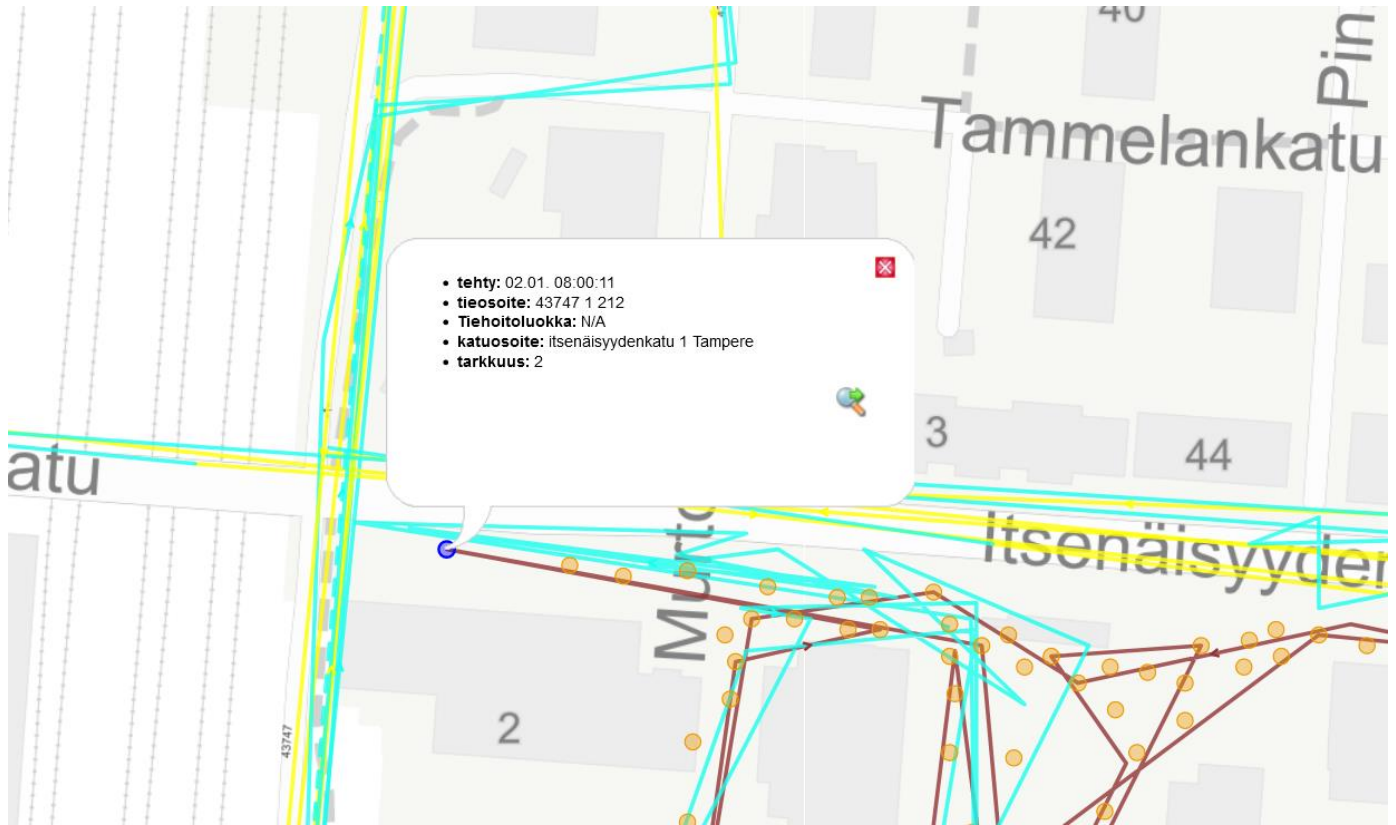 40
Pin
Tammelankatu
42
tehty: 02.01. 08:00:11
tieosoite: 43747 1 212
Tiehoitoluokka: N/A
katuosoite: itsenäisyydenkatu 1 Tampere
tarkkuus: 2
3
44
atu
Itsenäisyyden
Murto
2
43747